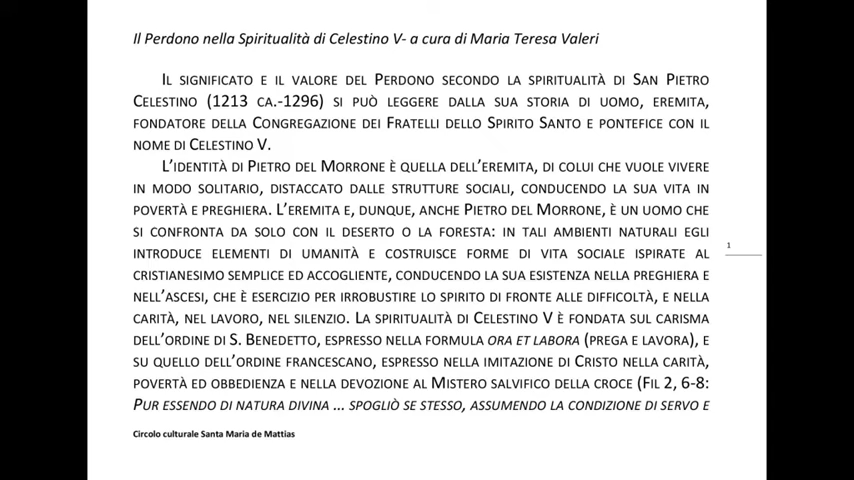 Il Perdono nella Spiritualità di Celestino V- a cura di Maria Teresa Valeri
Il significato e il valore del Perdono secondo la spiritualità di San Pietro
Celestino (1213 ca.-1296) si può leggere dalla sua storia di uomo, eremita,
fondatore della Congregazione dei Fratelli dello Spirito Santo e pontefice con il
nome di Celestino V.
L’identità di Pietro del Morrone è quella dell’eremita, di colui che vuole vivere
in modo solitario, distaccato dalle strutture sociali, conducendo la sua vita in
povertà e preghiera. L’eremita e, dunque, anche Pietro del Morrone, è un uomo che
si confronta da solo con il deserto o la foresta: in tali ambienti naturali egli
introduce elementi di umanità e costruisce forme di vita sociale ispirate al
cristianesimo semplice ed accogliente, conducendo la sua esistenza nella preghiera e
nell’ascesi, che è esercizio per irrobustire lo spirito di fronte alle difficoltà, e nella
carità, nel lavoro, nel silenzio. La spiritualità di Celestino V è fondata sul carisma
dell’ordine di S. Benedetto, espresso nella formula ora et labora (prega e lavora), e
su quello dell’ordine francescano, espresso nella imitazione di Cristo nella carità,
povertà ed obbedienza e nella devozione al Mistero salvifico della croce (Fil 2, 6-8:
Pur essendo di natura divina ... spogliò se stesso, assumendo la condizione di servo e
1
Circolo culturale Santa Maria de Mattias